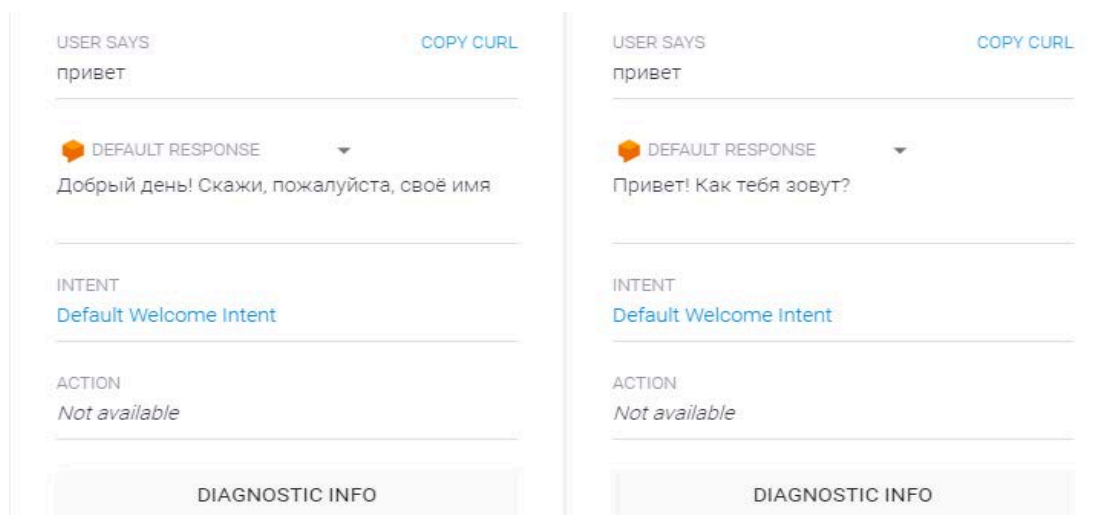 USER SAYS COPY CURL
привет
DEFAULT RESPONSE
Добрый день! Скажи, пожалуйста, своё имя
INTENT
Default Welcome Intent
ACTION
Not available
DIAGNOSTIC INFO
USER SAYS COPY CURL
привет
DEFAULT RESPONSE
Привет! Как тебя зовут?
INTENT
Default Welcome Intent
ACTION
Not available
DIAGNOSTIC INFO